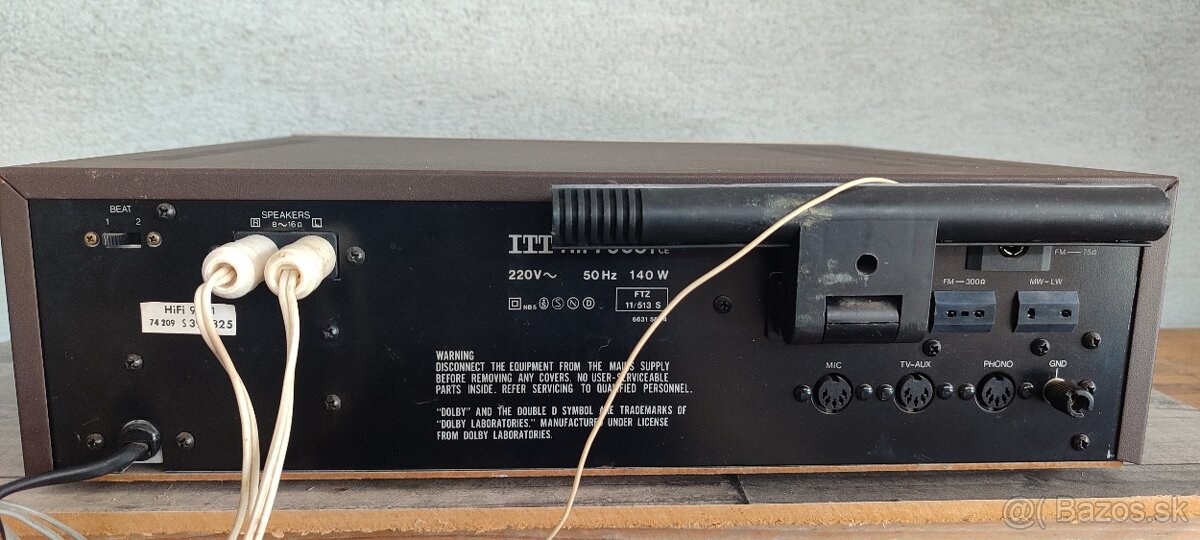 BEAT
1 2
SPEAKERS
R 8~16Ω L
ITT
220V~ 50 Hz 140 W
NB5 S N D
FTZ
11/513 S
HiFi
74 209 S
WARNING
DISCONNECT THE EQUIPMENT FROM THE MAINS SUPPLY
BEFORE REMOVING ANY COVERS. NO USER-SERVICEABLE
PARTS INSIDE. REFER SERVICING TO QUALIFIED PERSONNEL.
"DOLBY" AND THE DOUBLE D SYMBOL ARE TRADEMARKS OF
"DOLBY LABORATORIES." MANUFACTURED UNDER LICENSE
FROM DOLBY LABORATORIES.
FM-75Ω
FM-300Ω
MW-LW
MIC
TV-AUX
PHONO
GND
@( Bazos.sk